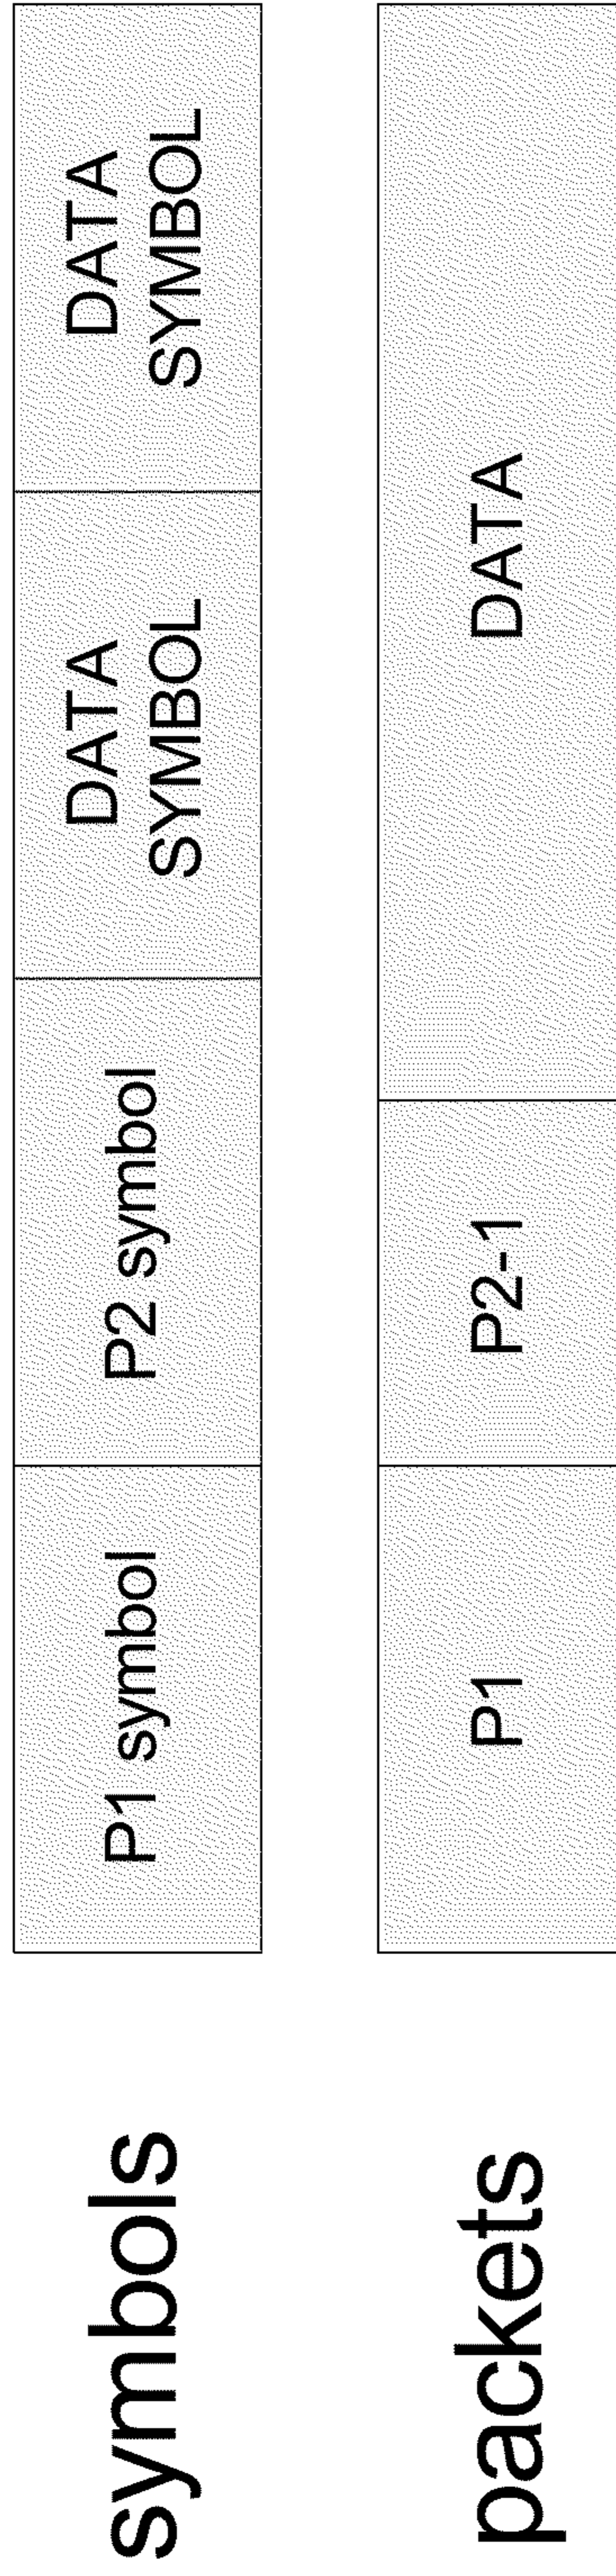 symbols
P1 symbol
P2 symbol
DATA
SYMBOL
DATA
SYMBOL
packets
P1
P2-1
DATA